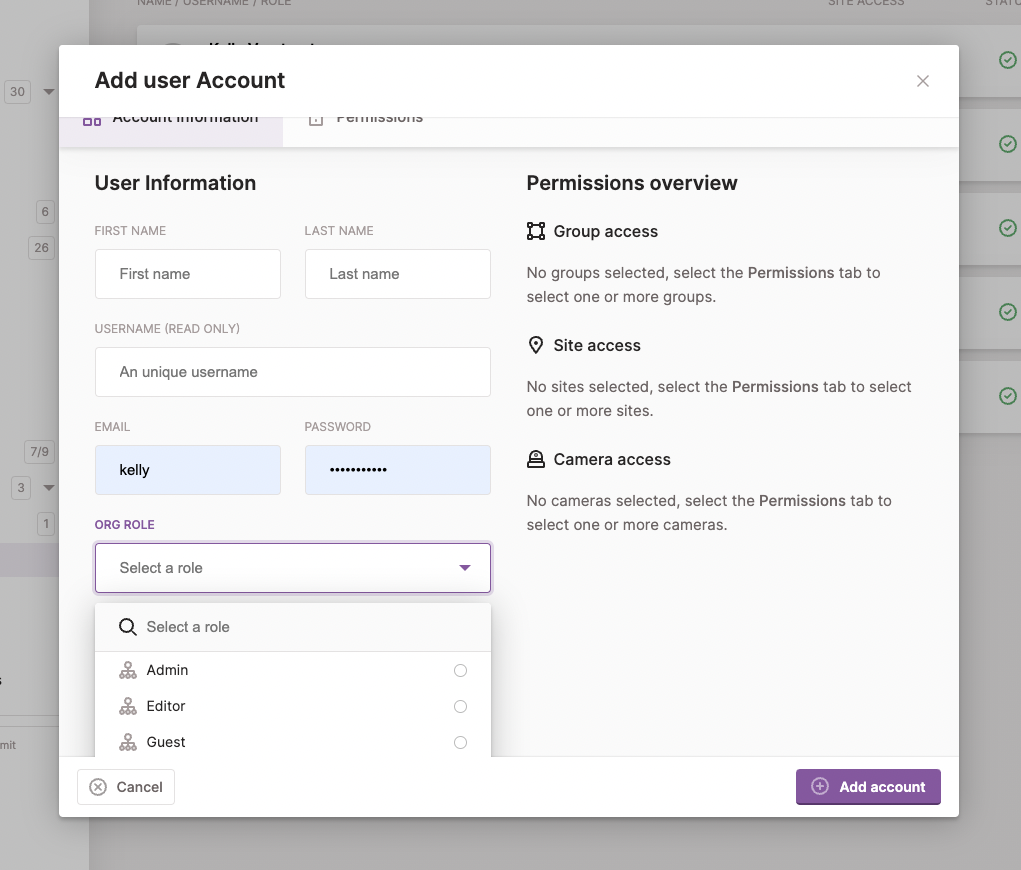 NAME / USERNAME / ROLE
SITE ACCESS
Add user Account
30
Account Information
Permissions
User Information
Permissions overview
FIRST NAME
LAST NAME
Group access
6
26
First name
Last name
No groups selected, select the Permissions tab to
select one or more groups.
USERNAME (READ ONLY)
Site access
An unique username
No sites selected, select the Permissions tab to select
one or more sites.
EMAIL
PASSWORD
7/9
Camera access
kelly
•••••••••••
3
No cameras selected, select the Permissions tab to
select one or more cameras.
1
ORG ROLE
Select a role
Select a role
Admin
Editor
Guest
mit
Cancel
Add account